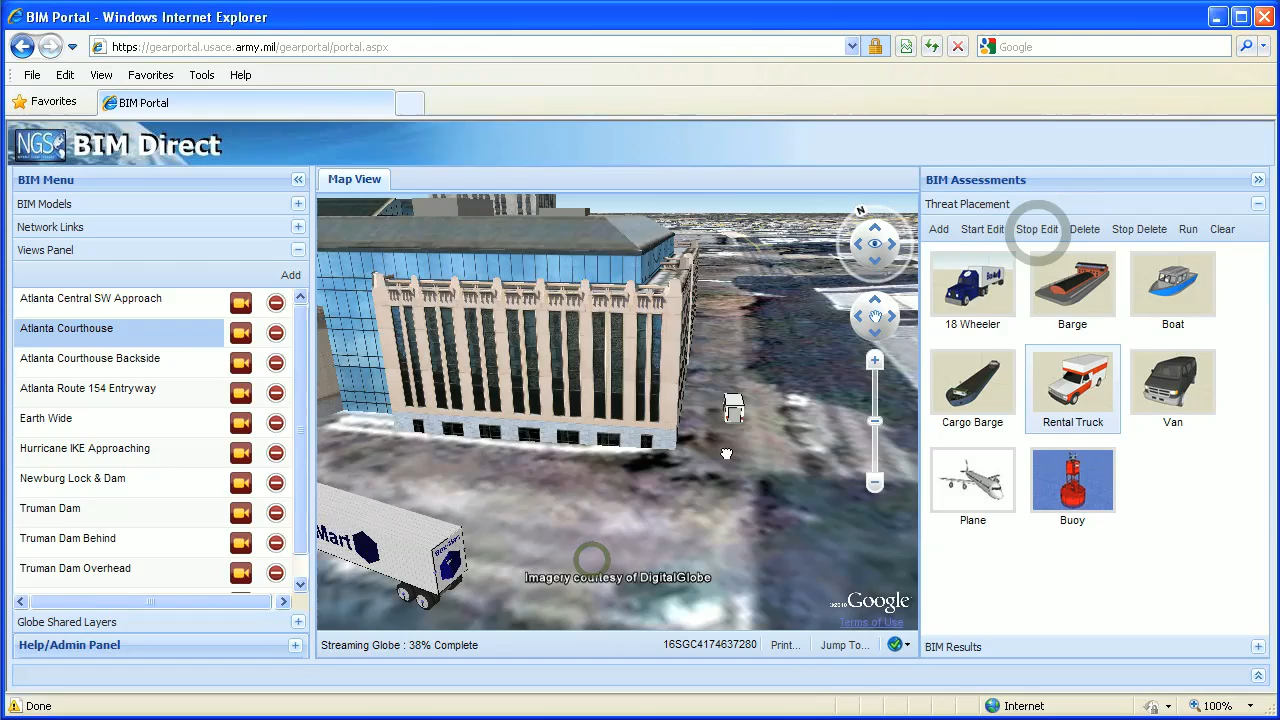 BIM Portal - Windows Internet Explorer
https://gearportal.usace.army.mil/gearportal/portal.aspx
Google
File Edit View Favorites Tools Help
Favorites BIM Portal
NGS BIM Direct
BIM Menu
BIM Models
Network Links
Views Panel
Add
Atlanta Central SW Approach
Atlanta Courthouse
Atlanta Courthouse Backside
Atlanta Route 154 Entryway
Earth Wide
Hurricane IKE Approaching
Newburg Lock & Dam
Truman Dam
Truman Dam Behind
Truman Dam Overhead
Globe Shared Layers
Help/Admin Panel
Map View
N
Mart
Imagery courtesy of DigitalGlobe
©2010 Google
Terms of Use
Streaming Globe : 38% Complete 16SGC4174637280 Print... Jump To...
BIM Assessments
Threat Placement
Add Start Edit Stop Edit Delete Stop Delete Run Clear
18 Wheeler Barge Boat
Cargo Barge Rental Truck Van
Plane Buoy
BIM Results
Done Internet 100%